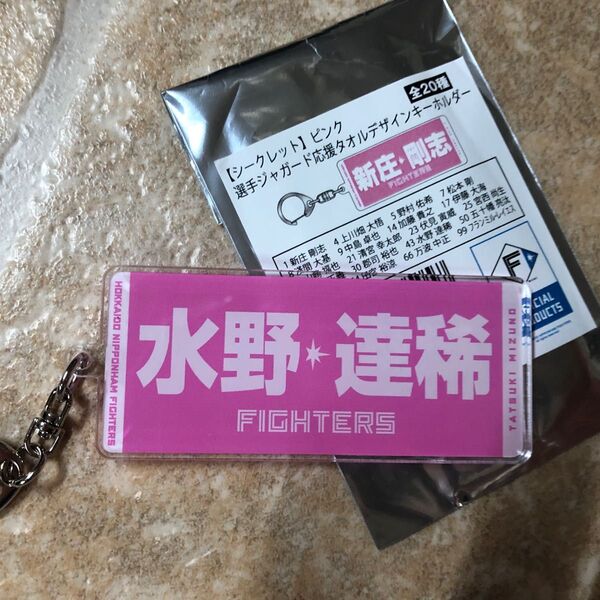 全20種
【シークレット】ピンク
選手ジャガード応援タオルデザインキーホルダー
新庄 剛志
FIGHTERS
1 新庄 剛志 4 上川畑 大悟 5 野村 佑希 7 松本 剛
9 中島 卓也 14 加藤 貴之 17 伊藤 大海
21 清宮 幸太郎 23 伏見 寅威 25 宮西 尚生
30 郡司 裕也 43 水野 達稀 50 五十幡 亮汰
66 万波 中正 99 フランミル・レイエス
F
HOKKAIDO NIPPONHAM FIGHTERS
水野 達稀
FIGHTERS
TATSUKI MIZUNO